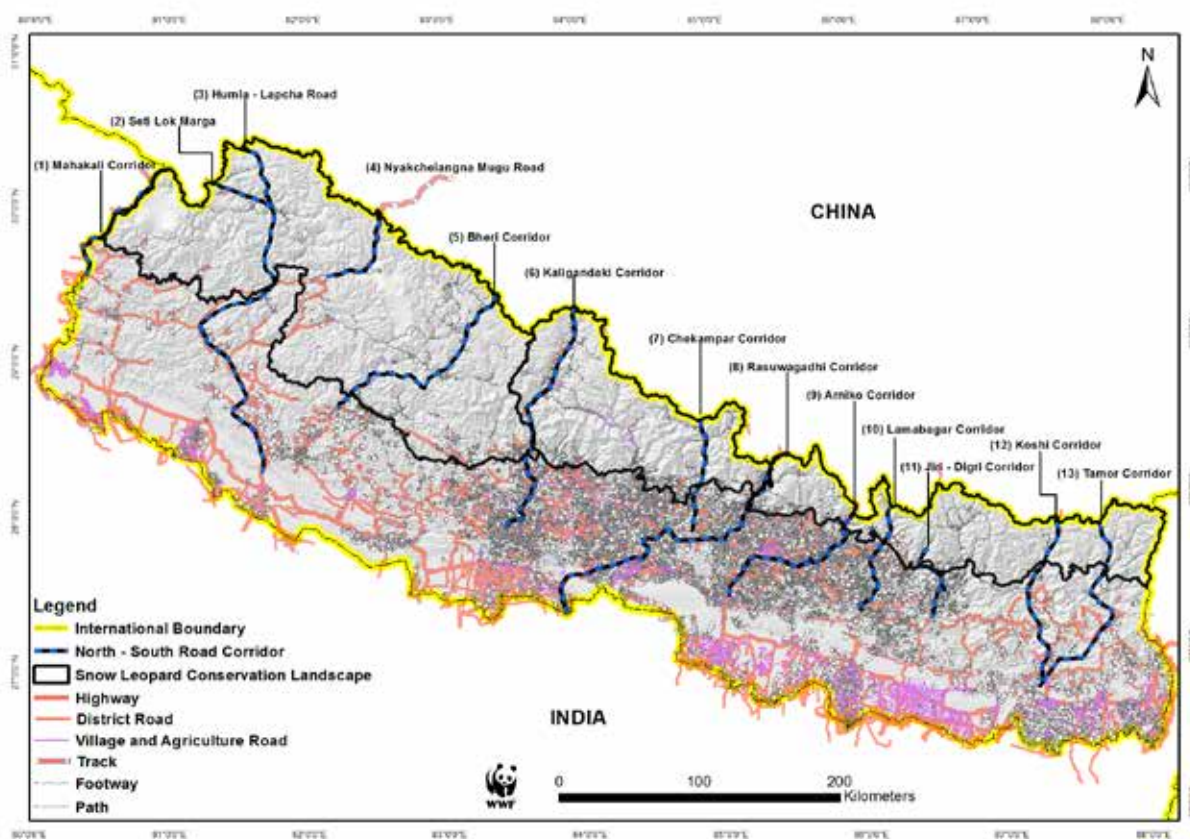 N
(3) Humla - Lapcha Road
(2) Seti Lok Marga
(1) Mahakali Corridor
(4) Nyakchelangna Mugu Road
CHINA
(5) Bheri Corridor
(6) Kaligandaki Corridor
(7) Chekampar Corridor
(8) Rasuwagadhi Corridor
(9) Arniko Corridor
(10) Lamabagar Corridor
(12) Koshi Corridor
(11) Jiri - Digri Corridor
(13) Tamor Corridor
Legend
International Boundary
North - South Road Corridor
Snow Leopard Conservation Landscape
Highway
District Road
Village and Agriculture Road
Track
Footway
Path
INDIA
WWF
0 100 200
Kilometers